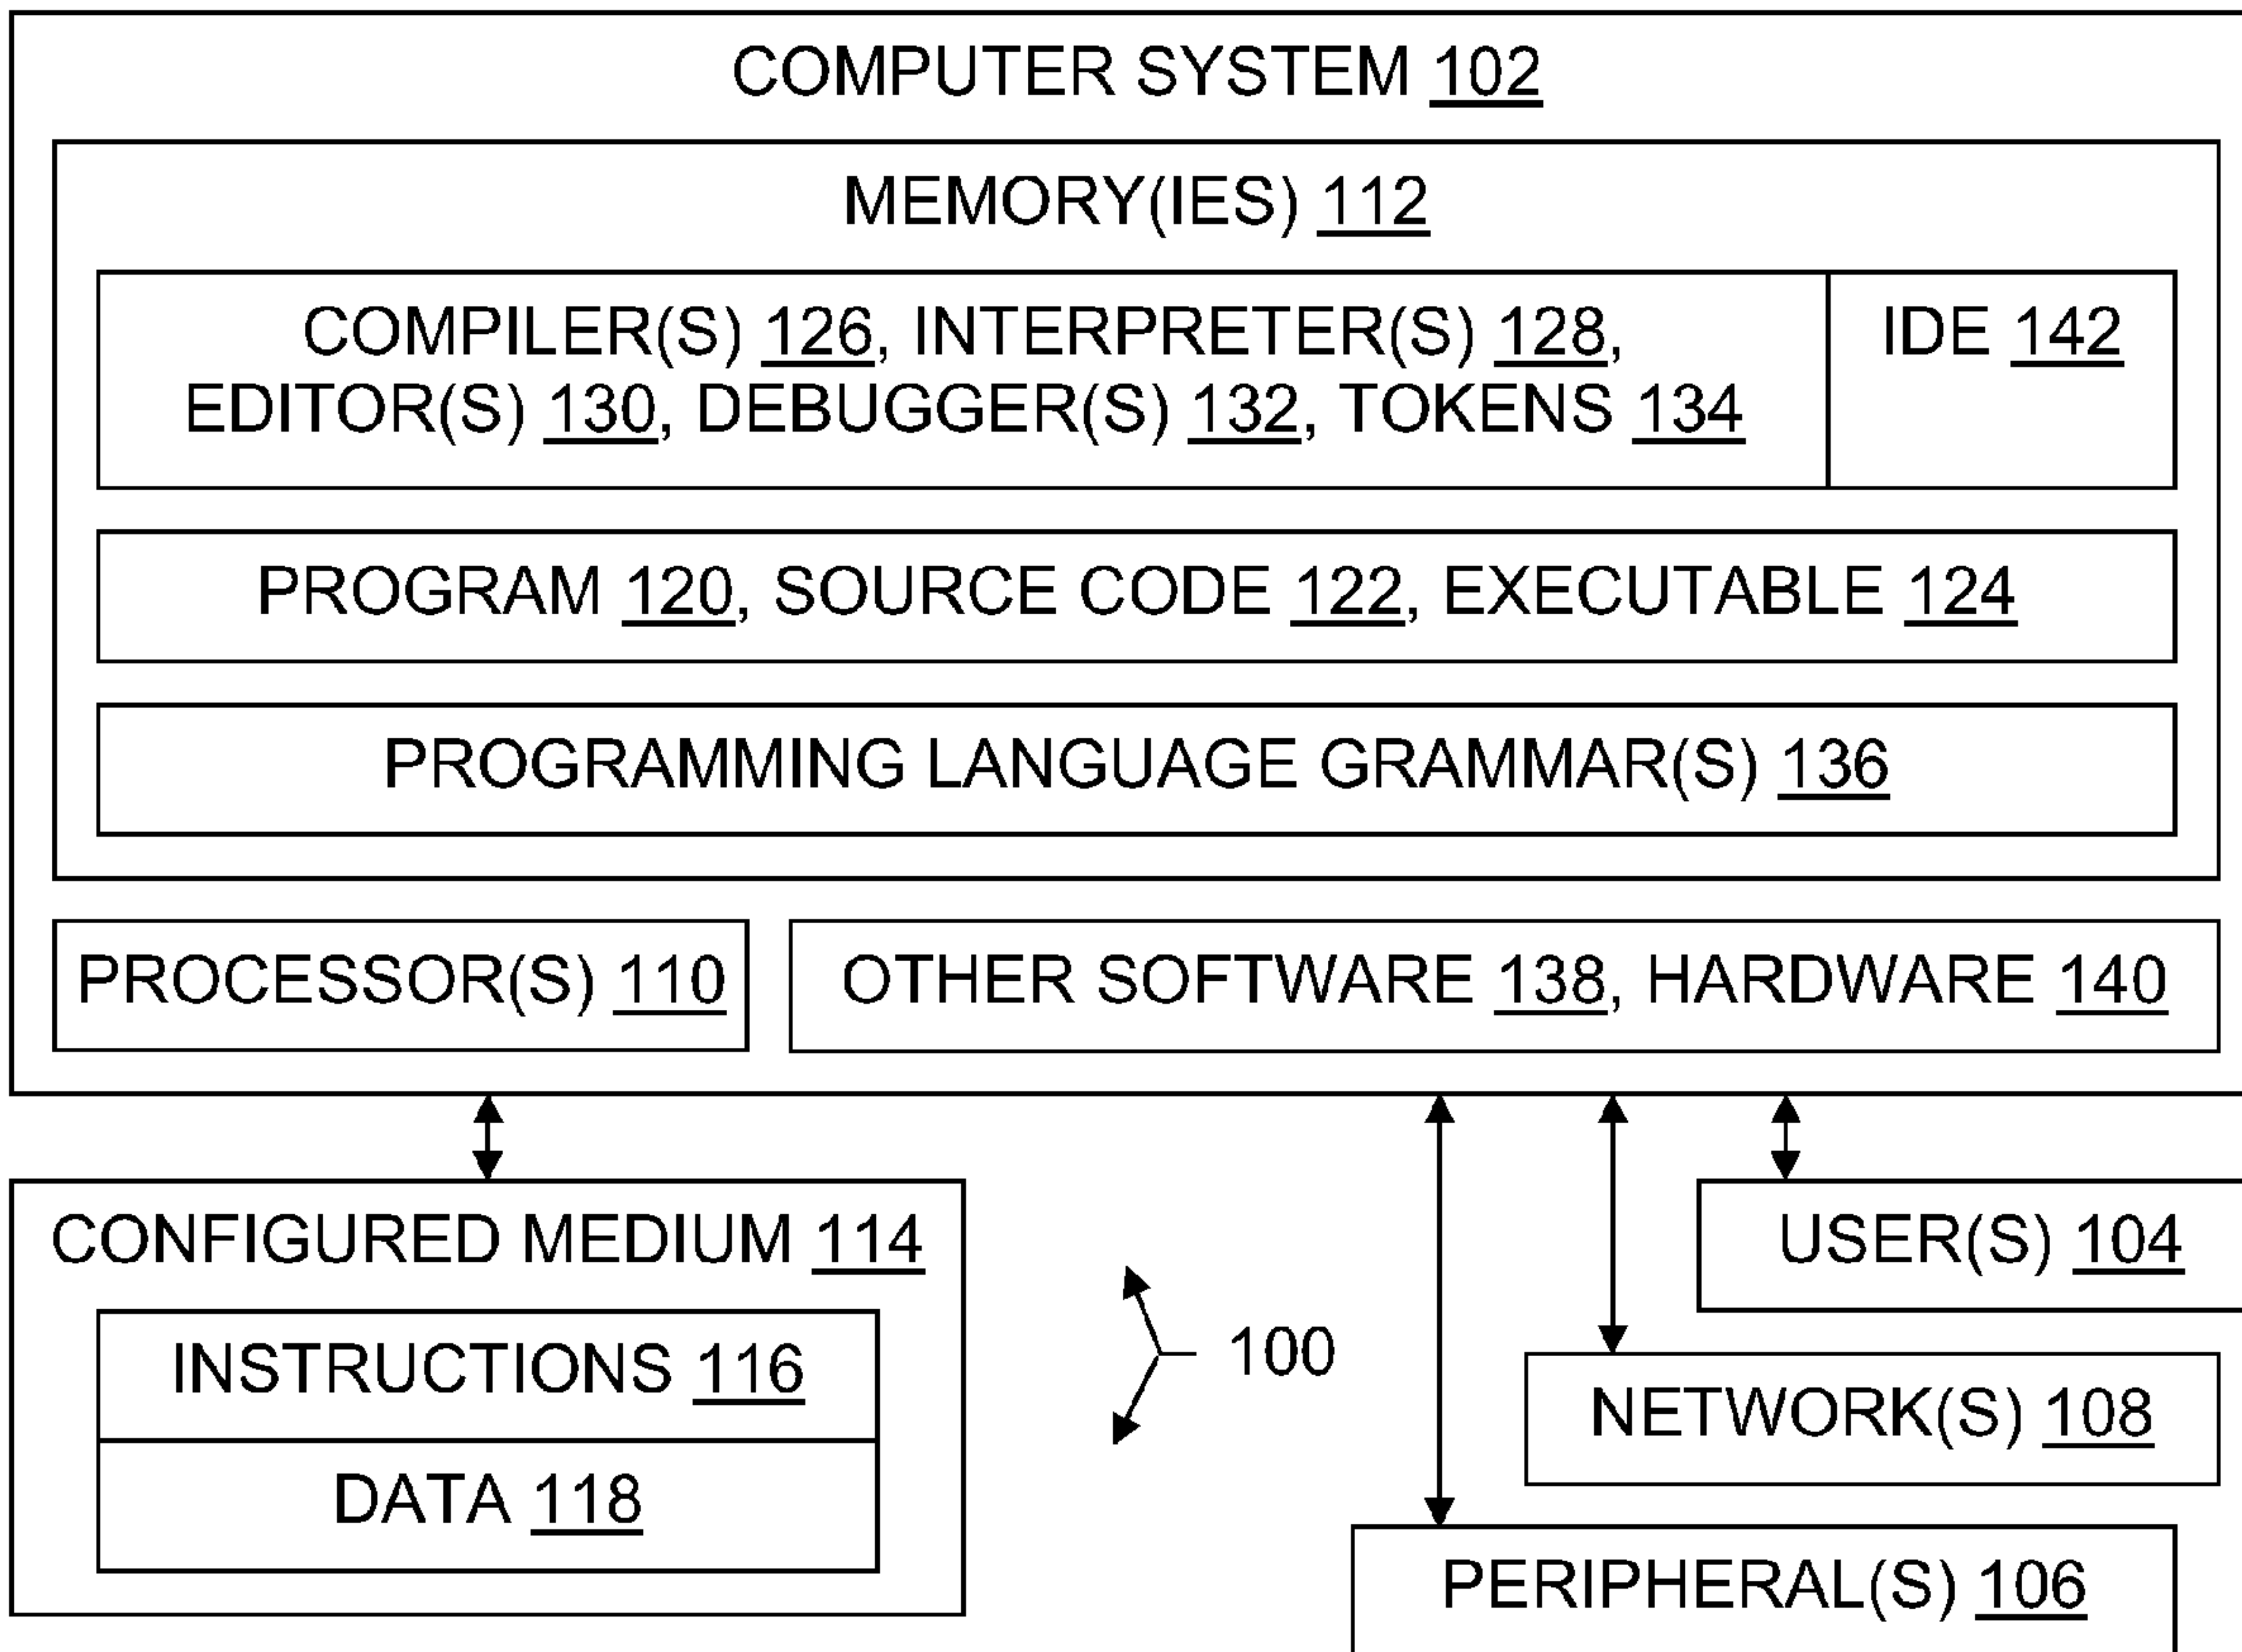 COMPUTER SYSTEM 102
MEMORY(IES) 112
COMPILER(S) 126, INTERPRETER(S) 128,
EDITOR(S) 130, DEBUGGER(S) 132, TOKENS 134
IDE 142
PROGRAM 120, SOURCE CODE 122, EXECUTABLE 124
PROGRAMMING LANGUAGE GRAMMAR(S) 136
PROCESSOR(S) 110
OTHER SOFTWARE 138, HARDWARE 140
CONFIGURED MEDIUM 114
INSTRUCTIONS 116
DATA 118
100
USER(S) 104
NETWORK(S) 108
PERIPHERAL(S) 106